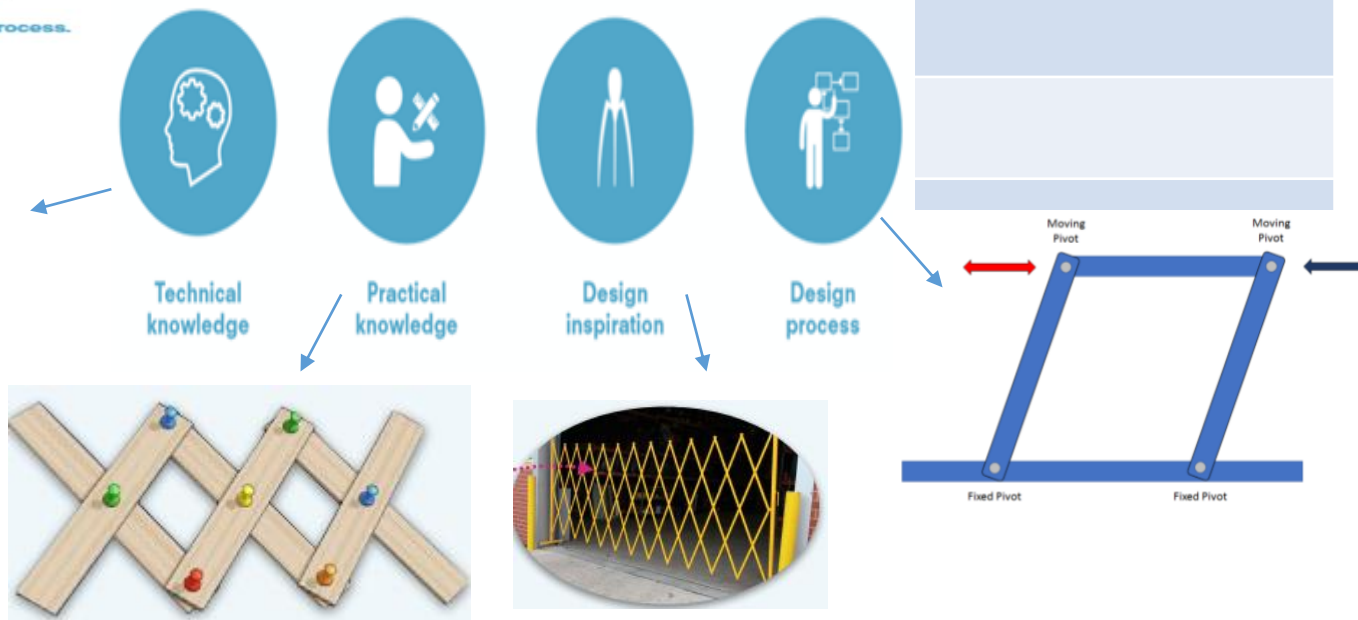 rocess.
Technical
knowledge
Practical
knowledge
Design
inspiration
Design
process
Moving
Pivot
Moving
Pivot
Fixed Pivot
Fixed Pivot